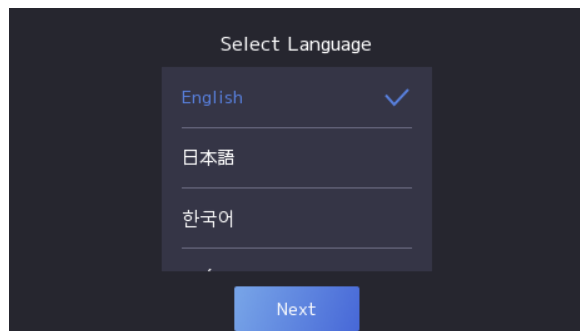 Select Language
English
日本語
한국어
Next